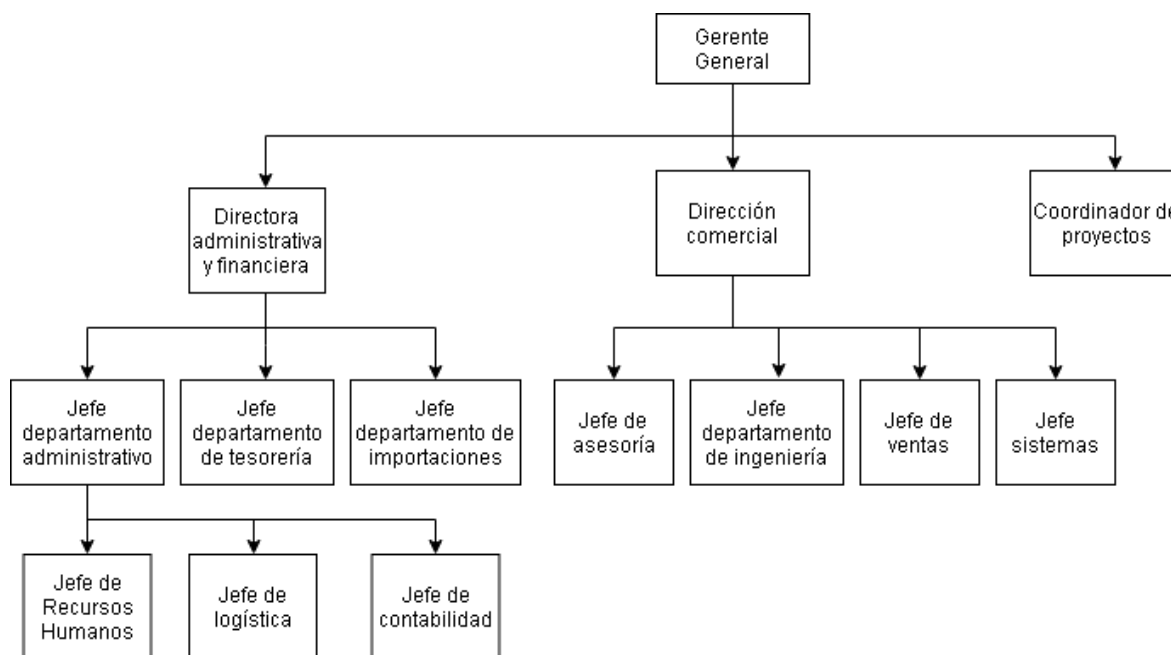 Gerente
General
Directora
administrativa
y financiera
Dirección
comercial
Coordinador de
proyectos
Jefe
departamento
administrativo
Jefe
departamento
de tesorería
Jefe
departamento de
importaciones
Jefe de
asesoría
Jefe
departamento
de ingeniería
Jefe de
ventas
Jefe
sistemas
Jefe de
Recursos
Humanos
Jefe de
logística
Jefe de
contabilidad